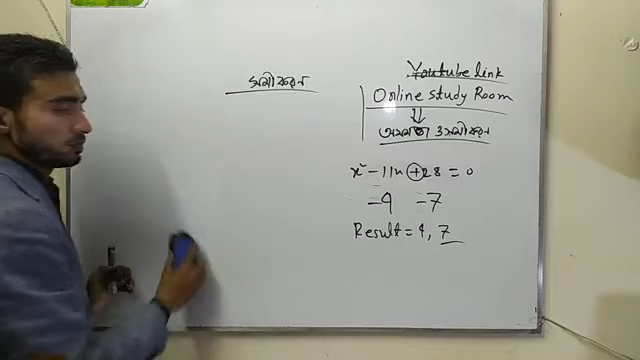 সমীকরণ
Youtube link
Online study Room
⇓
অসমতা ও সমীকরণ
x² - 11x + 28 = 0
-4 -7
Result = 4, 7